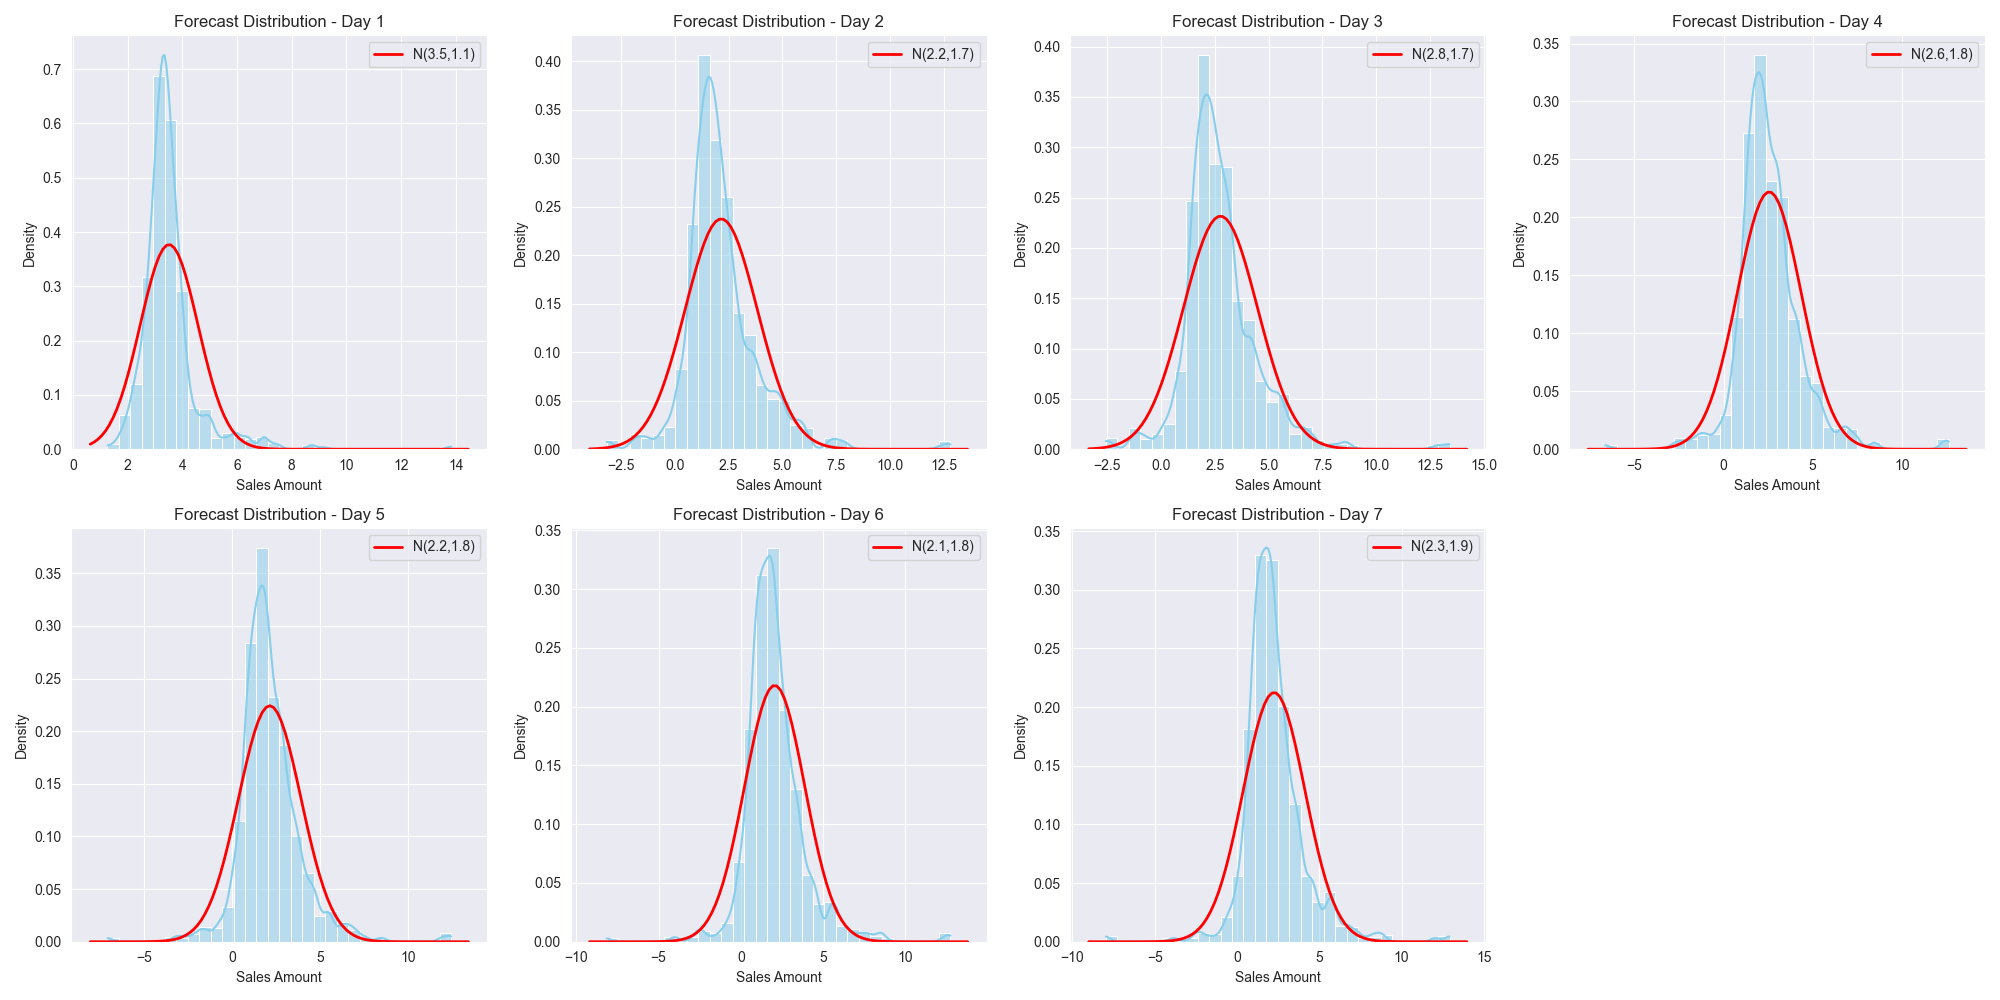 Forecast Distribution - Day 1
N(3.5,1.1)
Density
0.7
0.6
0.5
0.4
0.3
0.2
0.1
0.0
0 2 4 6 8 10 12 14
Sales Amount
Forecast Distribution - Day 2
N(2.2,1.7)
Density
0.40
0.35
0.30
0.25
0.20
0.15
0.10
0.05
0.00
−2.5 0.0 2.5 5.0 7.5 10.0 12.5
Sales Amount
Forecast Distribution - Day 3
N(2.8,1.7)
Density
0.40
0.35
0.30
0.25
0.20
0.15
0.10
0.05
0.00
−2.5 0.0 2.5 5.0 7.5 10.0 12.5 15.0
Sales Amount
Forecast Distribution - Day 4
N(2.6,1.8)
Density
0.35
0.30
0.25
0.20
0.15
0.10
0.05
0.00
−5 0 5 10
Sales Amount
Forecast Distribution - Day 5
N(2.2,1.8)
Density
0.35
0.30
0.25
0.20
0.15
0.10
0.05
0.00
−5 0 5 10
Sales Amount
Forecast Distribution - Day 6
N(2.1,1.8)
Density
0.35
0.30
0.25
0.20
0.15
0.10
0.05
0.00
−10 −5 0 5 10
Sales Amount
Forecast Distribution - Day 7
N(2.3,1.9)
Density
0.35
0.30
0.25
0.20
0.15
0.10
0.05
0.00
−10 −5 0 5 10 15
Sales Amount